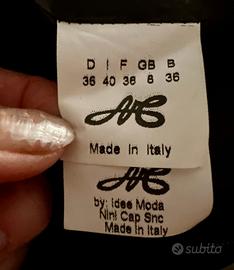 D I F GB B
36 40 36 8 36
Made in Italy
by: idee Moda
Nini Cap Snc
Made in Italy
subito